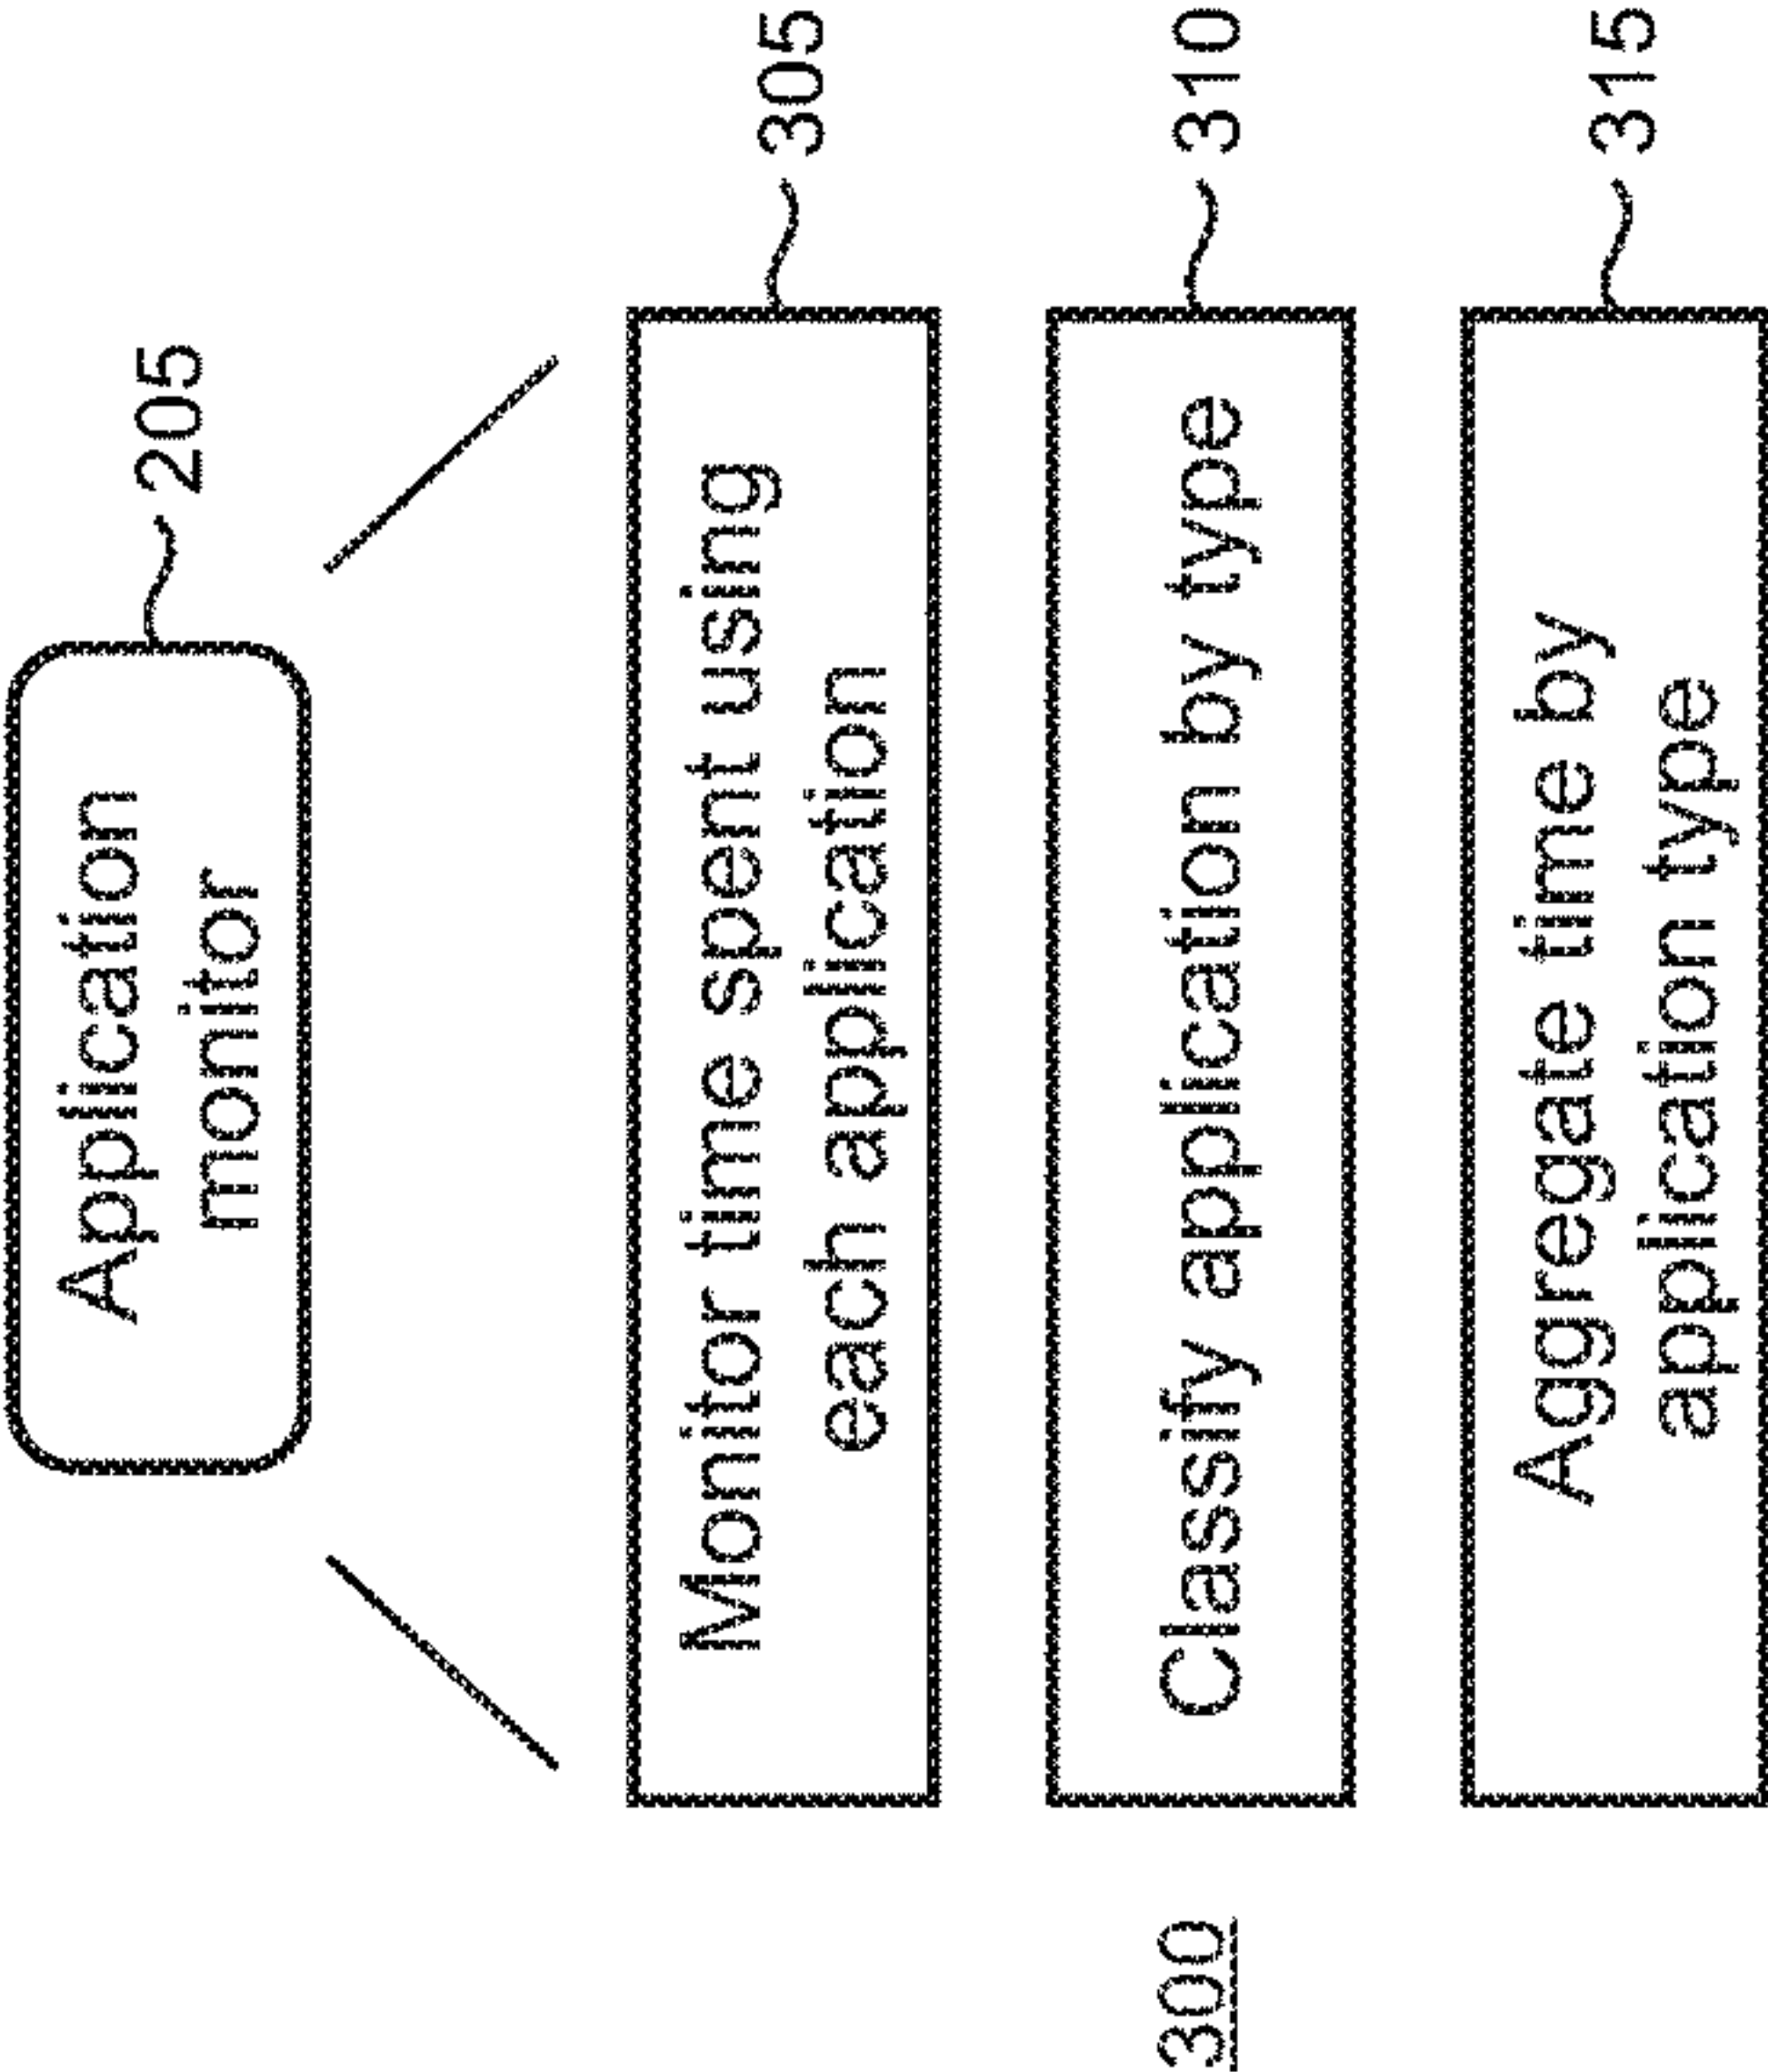 Application
monitor
205
Monitor time spent using
each application
305
Classify application by type
310
Aggregate time by
application type
315
300